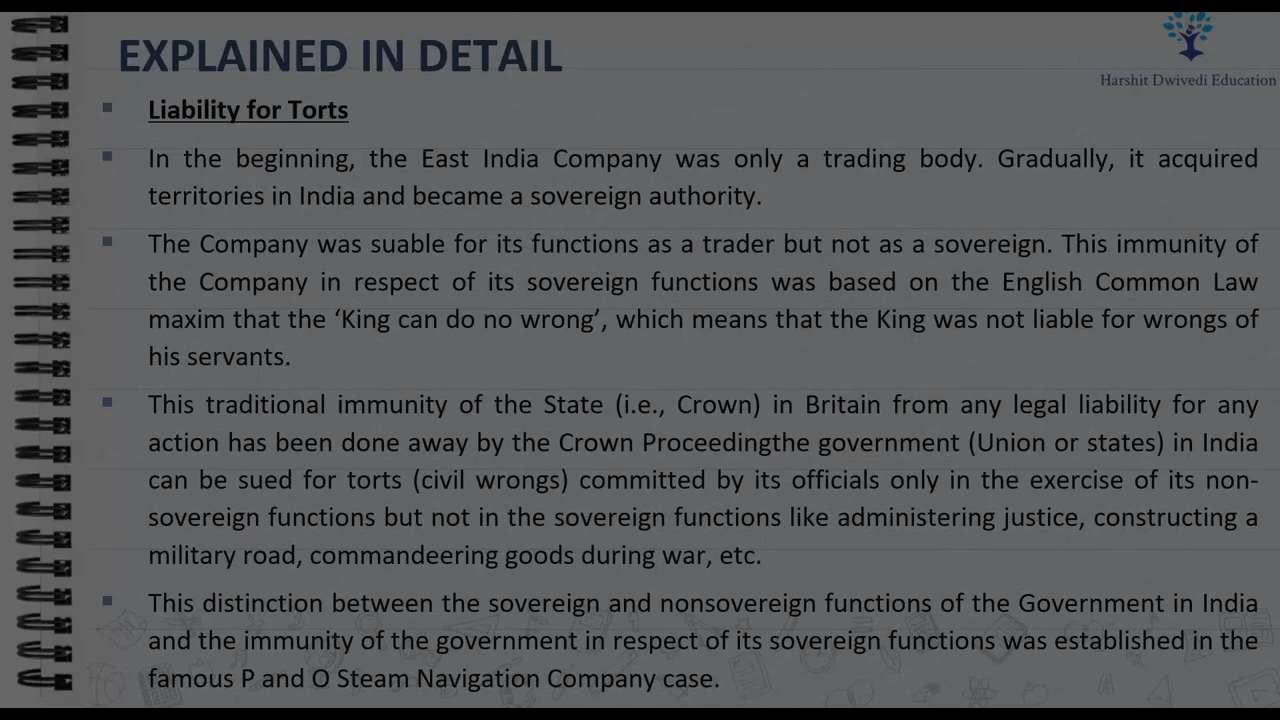 EXPLAINED IN DETAIL
Harshit Dwivedi Education
Liability for Torts
In the beginning, the East India Company was only a trading body. Gradually, it acquired
territories in India and became a sovereign authority.
The Company was suable for its functions as a trader but not as a sovereign. This immunity of
the Company in respect of its sovereign functions was based on the English Common Law
maxim that the ‘King can do no wrong’, which means that the King was not liable for wrongs of
his servants.
This traditional immunity of the State (i.e., Crown) in Britain from any legal liability for any
action has been done away by the Crown Proceedingthe government (Union or states) in India
can be sued for torts (civil wrongs) committed by its officials only in the exercise of its non-
sovereign functions but not in the sovereign functions like administering justice, constructing a
military road, commandeering goods during war, etc.
This distinction between the sovereign and nonsovereign functions of the Government in India
and the immunity of the government in respect of its sovereign functions was established in the
famous P and O Steam Navigation Company case.